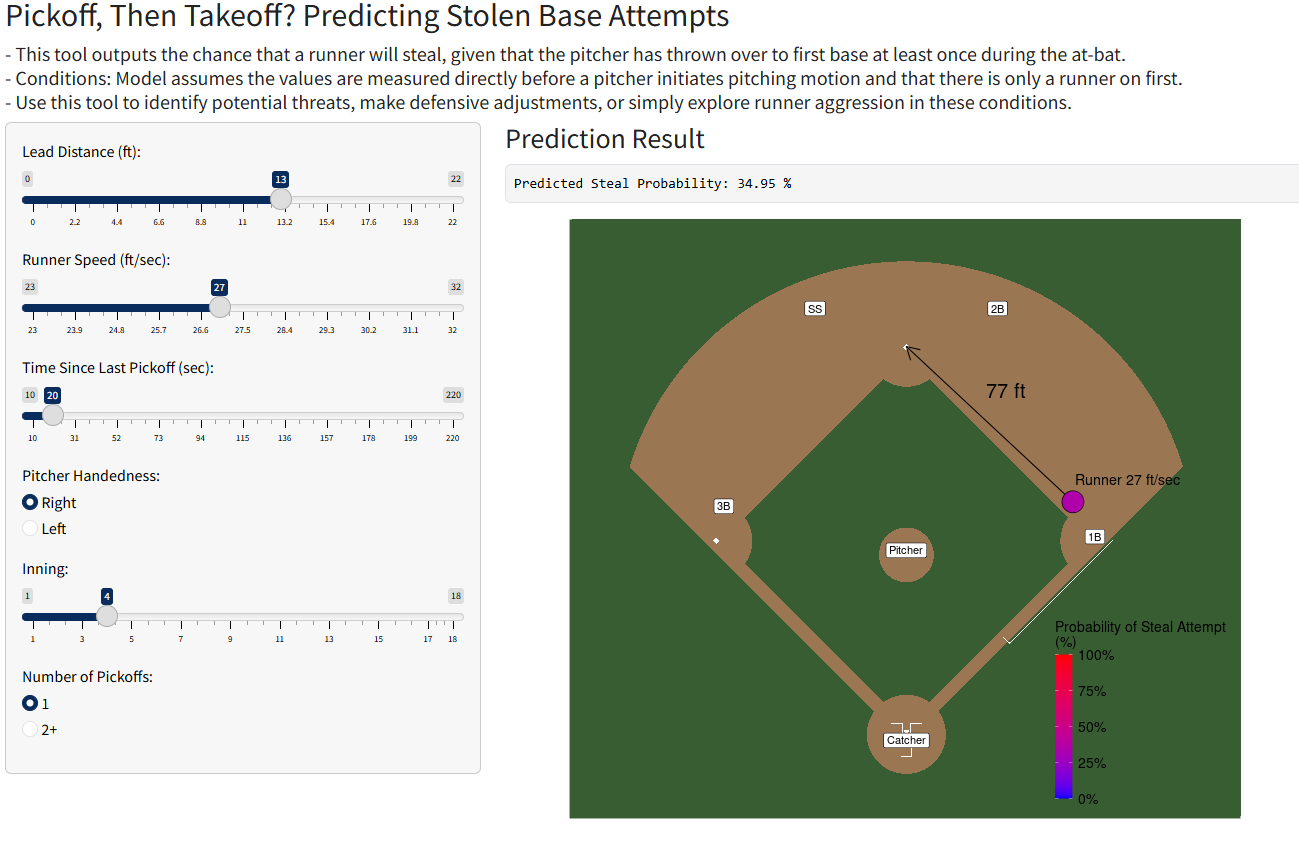 Pickoff, Then Takeoff? Predicting Stolen Base Attempts
- This tool outputs the chance that a runner will steal, given that the pitcher has thrown over to first base at least once during the at-bat.
- Conditions: Model assumes the values are measured directly before a pitcher initiates pitching motion and that there is only a runner on first.
- Use this tool to identify potential threats, make defensive adjustments, or simply explore runner aggression in these conditions.
Lead Distance (ft):
0 13 22
0 2.2 4.4 6.6 8.8 11 13.2 15.4 17.6 19.8 22
Runner Speed (ft/sec):
23 27 32
23 23.9 24.8 25.7 26.6 27.5 28.4 29.3 30.2 31.1 32
Time Since Last Pickoff (sec):
10 20 220
10 31 52 73 94 115 136 157 178 199 220
Pitcher Handedness:
Right
Left
Inning:
1 4 18
1 3 5 7 9 11 13 15 17 18
Number of Pickoffs:
1
2+
Prediction Result
Predicted Steal Probability: 34.95 %
SS
2B
77 ft
Runner 27 ft/sec
3B
1B
Pitcher
Catcher
Probability of Steal Attempt
(%)
100%
75%
50%
25%
0%